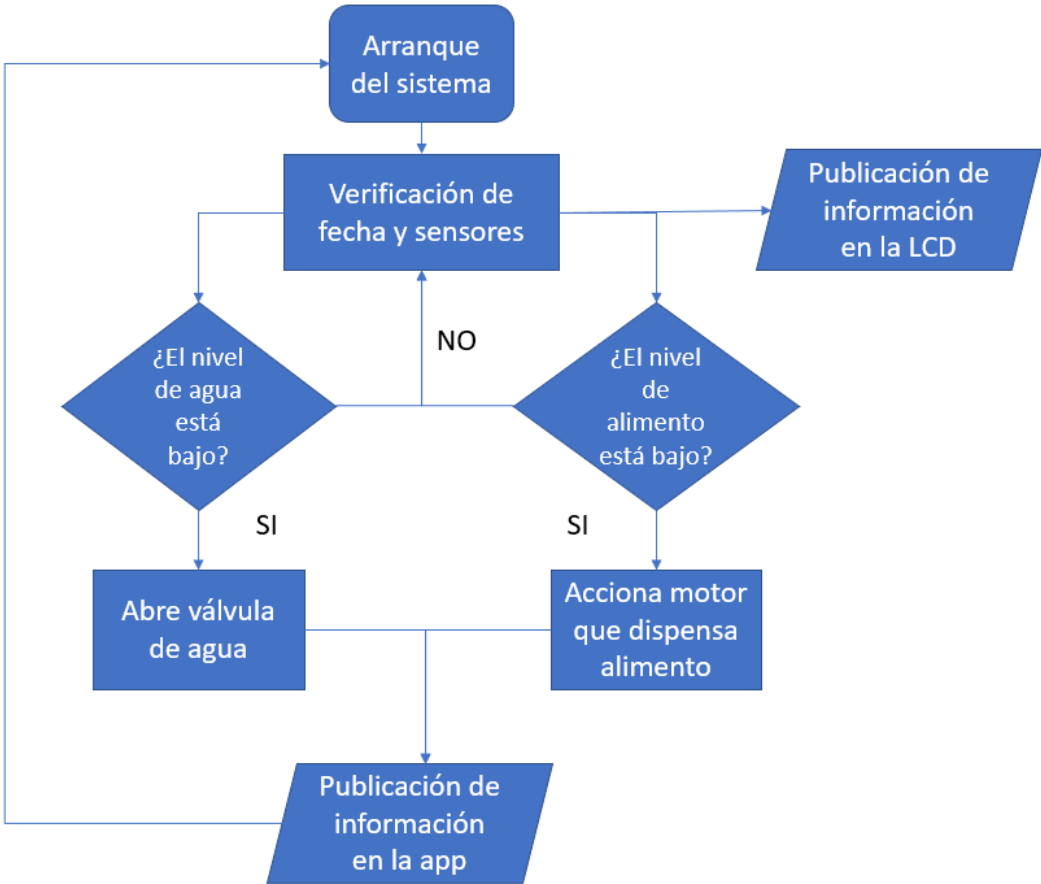 Arranque
del sistema
Verificación de
fecha y sensores
Publicación de
información
en la LCD
NO
¿El nivel
de agua
está
bajo?
¿El nivel
de
alimento
está bajo?
SI
SI
Abre válvula
de agua
Acciona motor
que dispensa
alimento
Publicación de
información
en la app